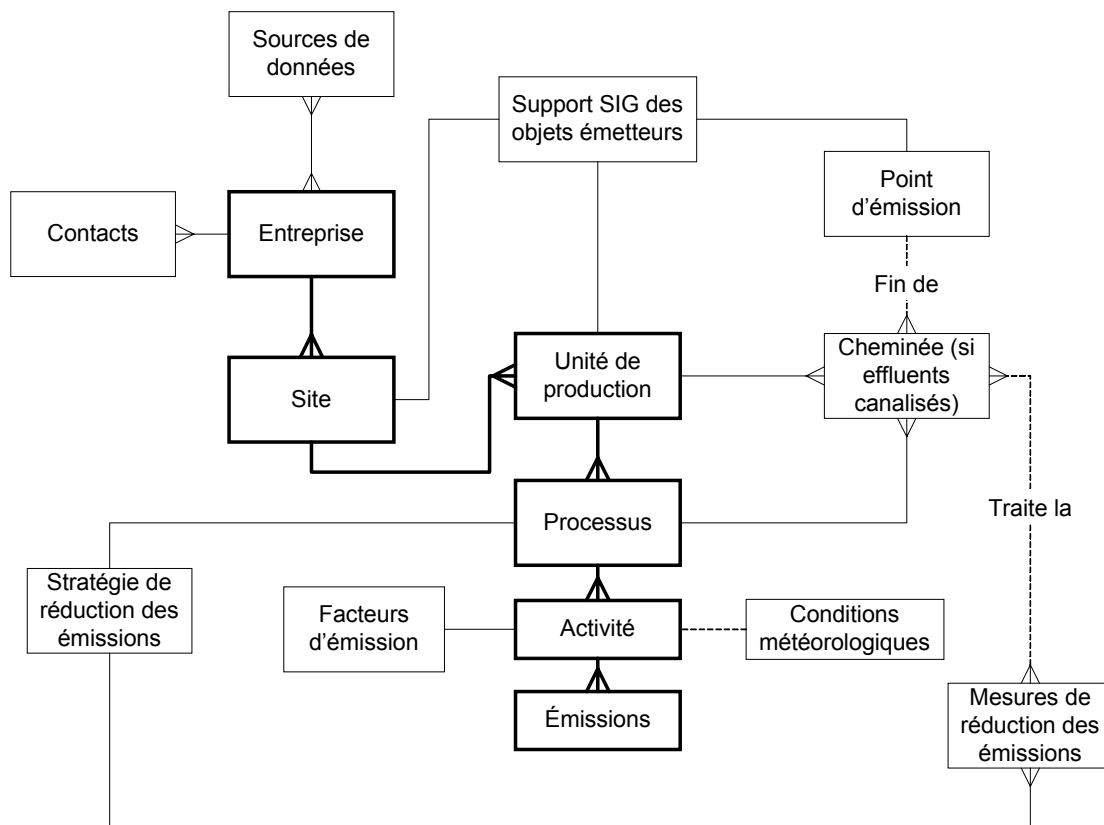 Sources de
données
Support SIG des
objets émetteurs
Point
d’émission
Contacts
Entreprise
Fin de
Site
Unité de
production
Cheminée (si
effluents
canalisés)
Processus
Traite la
Stratégie de
réduction des
émissions
Facteurs
d’émission
Activité
Conditions
météorologiques
Émissions
Mesures de
réduction des
émissions